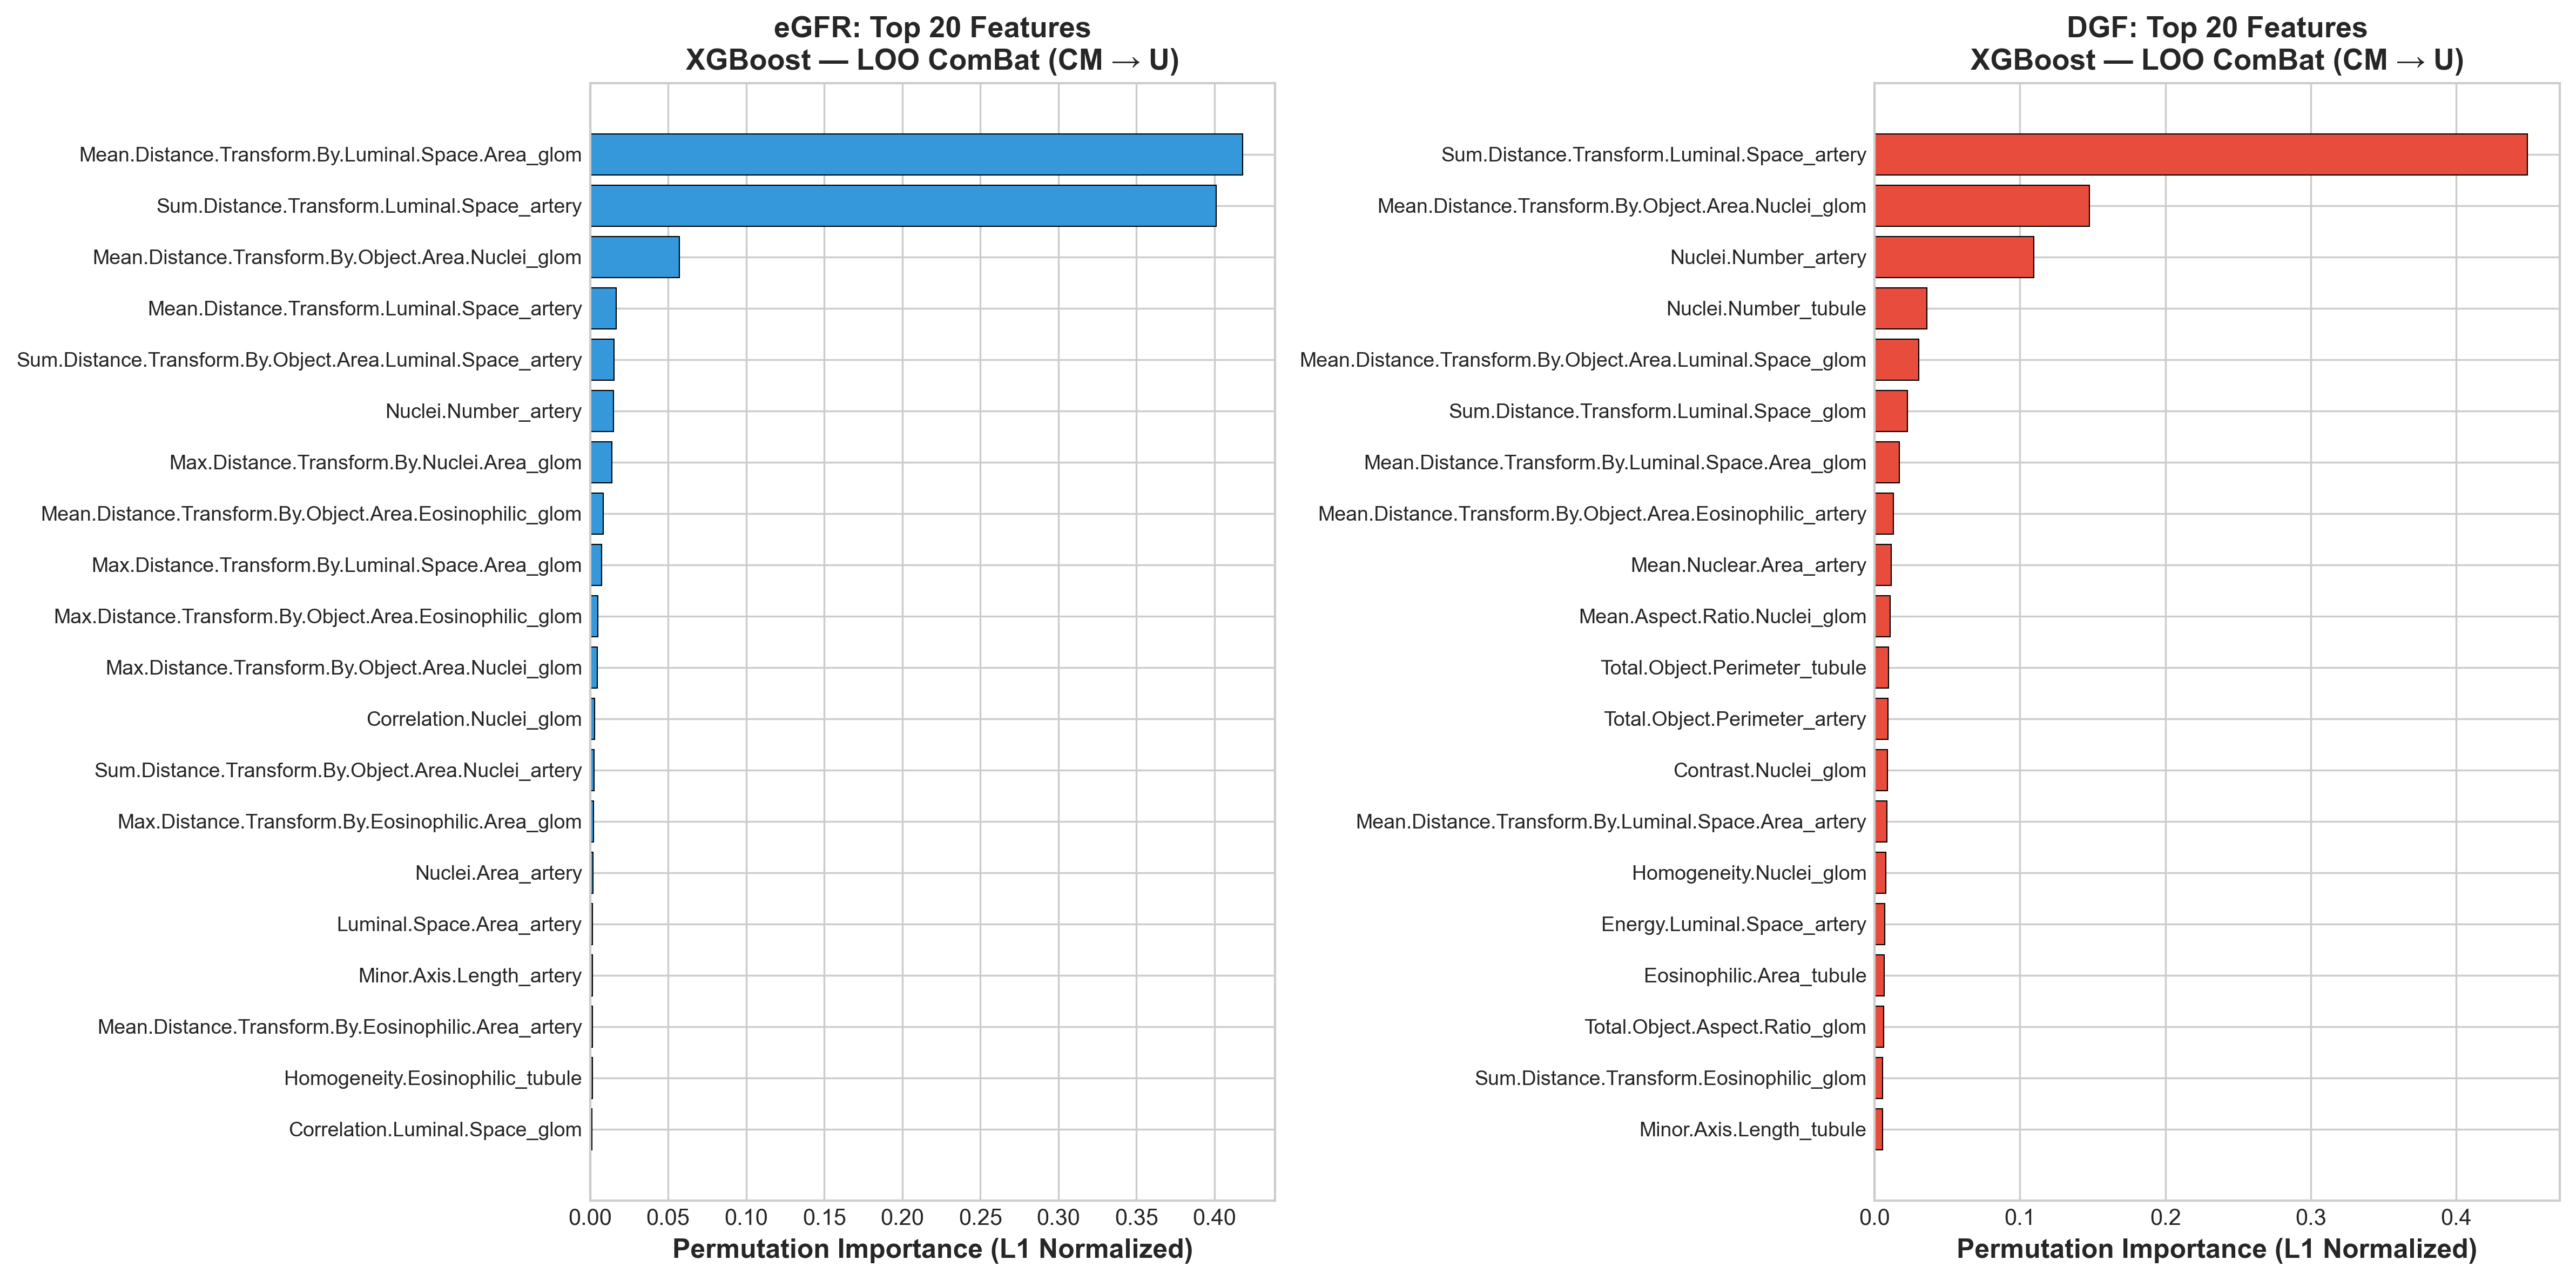 eGFR: Top 20 Features
XGBoost — LOO ComBat (CM → U)
Mean.Distance.Transform.By.Luminal.Space.Area_glom
Sum.Distance.Transform.Luminal.Space_artery
Mean.Distance.Transform.By.Object.Area.Nuclei_glom
Mean.Distance.Transform.Luminal.Space_artery
Sum.Distance.Transform.By.Object.Area.Luminal.Space_artery
Nuclei.Number_artery
Max.Distance.Transform.By.Nuclei.Area_glom
Mean.Distance.Transform.By.Object.Area.Eosinophilic_glom
Max.Distance.Transform.By.Luminal.Space.Area_glom
Max.Distance.Transform.By.Object.Area.Eosinophilic_glom
Max.Distance.Transform.By.Object.Area.Nuclei_glom
Correlation.Nuclei_glom
Sum.Distance.Transform.By.Object.Area.Nuclei_artery
Max.Distance.Transform.By.Eosinophilic.Area_glom
Nuclei.Area_artery
Luminal.Space.Area_artery
Minor.Axis.Length_artery
Mean.Distance.Transform.By.Eosinophilic.Area_artery
Homogeneity.Eosinophilic_tubule
Correlation.Luminal.Space_glom
0.00 0.05 0.10 0.15 0.20 0.25 0.30 0.35 0.40
Permutation Importance (L1 Normalized)
DGF: Top 20 Features
XGBoost — LOO ComBat (CM → U)
Sum.Distance.Transform.Luminal.Space_artery
Mean.Distance.Transform.By.Object.Area.Nuclei_glom
Nuclei.Number_artery
Nuclei.Number_tubule
Mean.Distance.Transform.By.Object.Area.Luminal.Space_glom
Sum.Distance.Transform.Luminal.Space_glom
Mean.Distance.Transform.By.Luminal.Space.Area_glom
Mean.Distance.Transform.By.Object.Area.Eosinophilic_artery
Mean.Nuclear.Area_artery
Mean.Aspect.Ratio.Nuclei_glom
Total.Object.Perimeter_tubule
Total.Object.Perimeter_artery
Contrast.Nuclei_glom
Mean.Distance.Transform.By.Luminal.Space.Area_artery
Homogeneity.Nuclei_glom
Energy.Luminal.Space_artery
Eosinophilic.Area_tubule
Total.Object.Aspect.Ratio_glom
Sum.Distance.Transform.Eosinophilic_glom
Minor.Axis.Length_tubule
0.0 0.1 0.2 0.3 0.4
Permutation Importance (L1 Normalized)